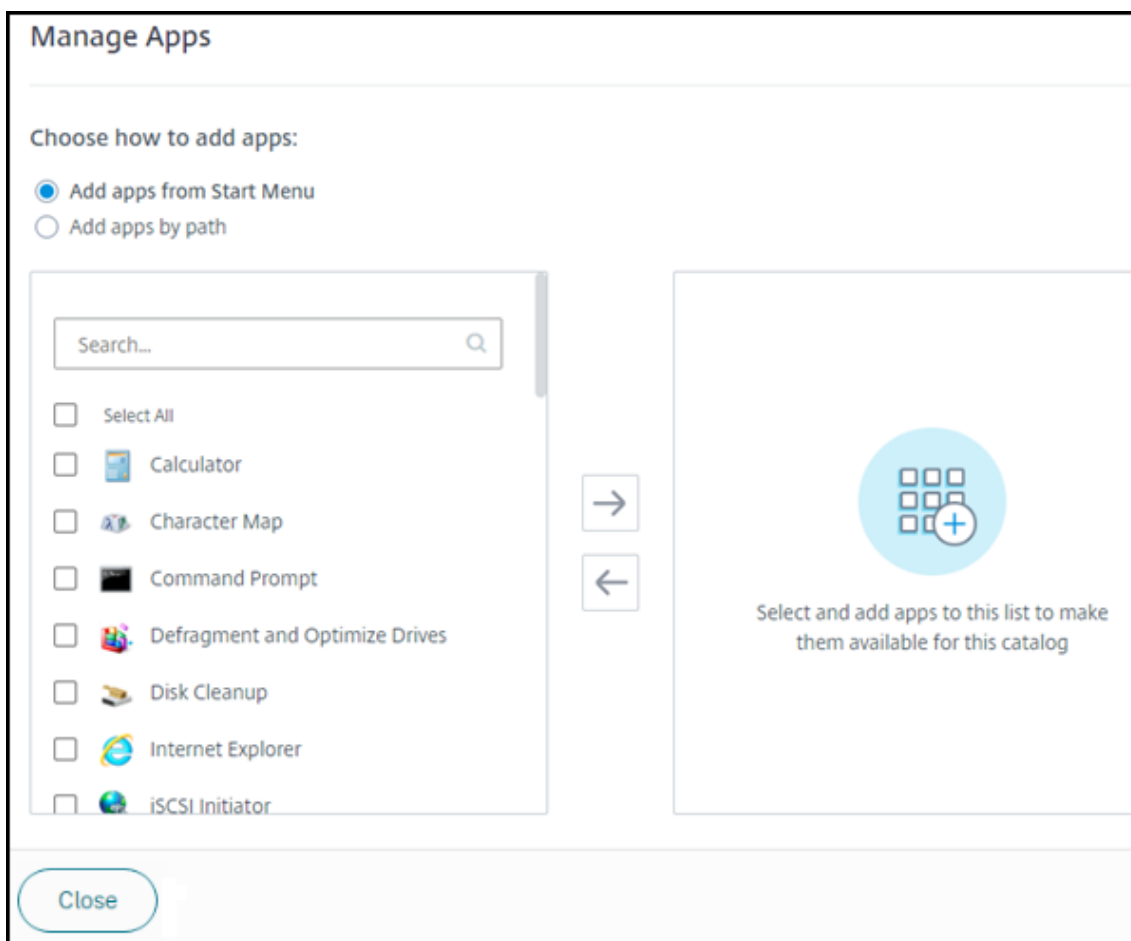 Manage Apps
Choose how to add apps:
Add apps from Start Menu
Add apps by path
Search...
Select All
Calculator
Character Map
Command Prompt
Defragment and Optimize Drives
Disk Cleanup
Internet Explorer
iSCSI Initiator
Select and add apps to this list to make
them available for this catalog
Close